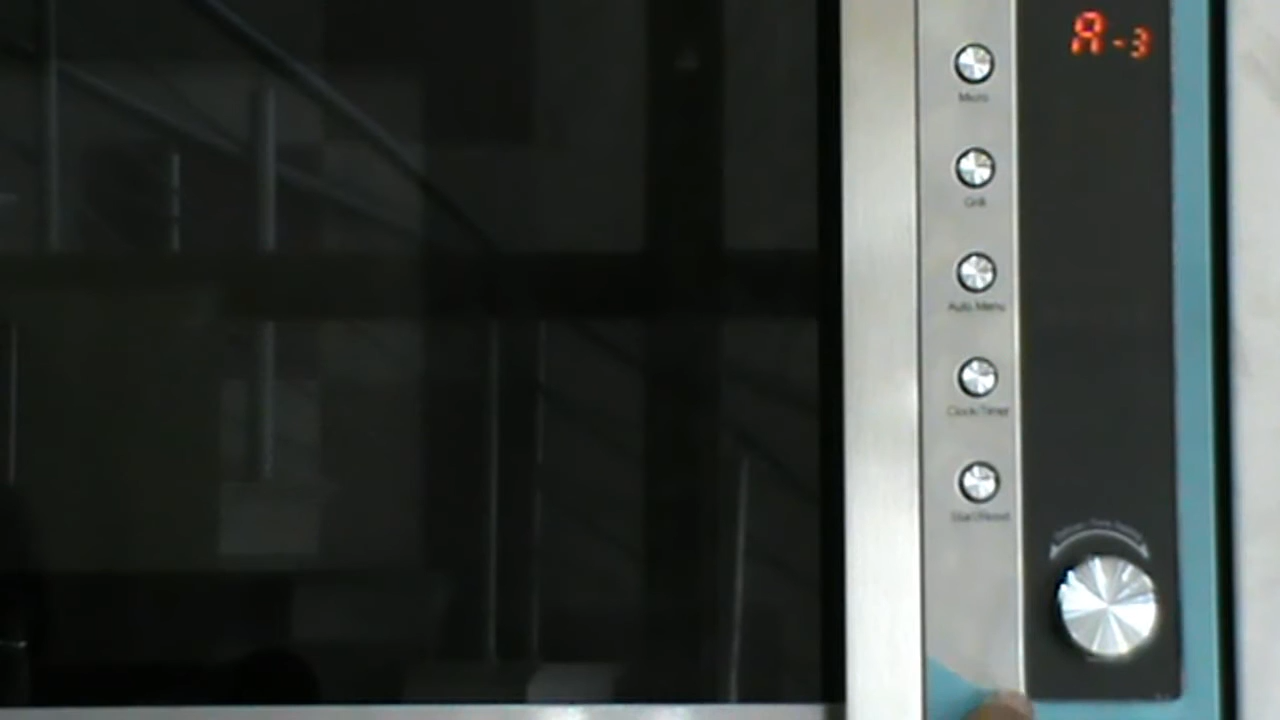 A-3
Micro
Grill
Auto Menu
Clock/Timer
Start/Reset